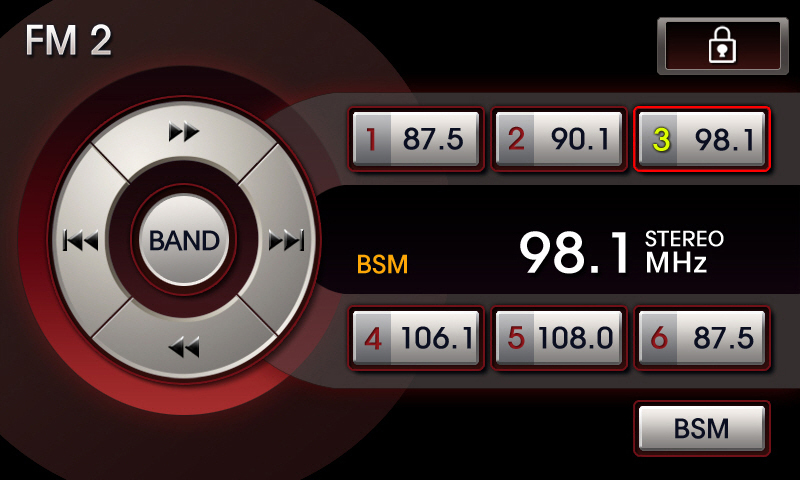 FM 2
1 87.5
2 90.1
3 98.1
BAND
BSM
98.1 STEREO
MHz
4 106.1
5 108.0
6 87.5
BSM